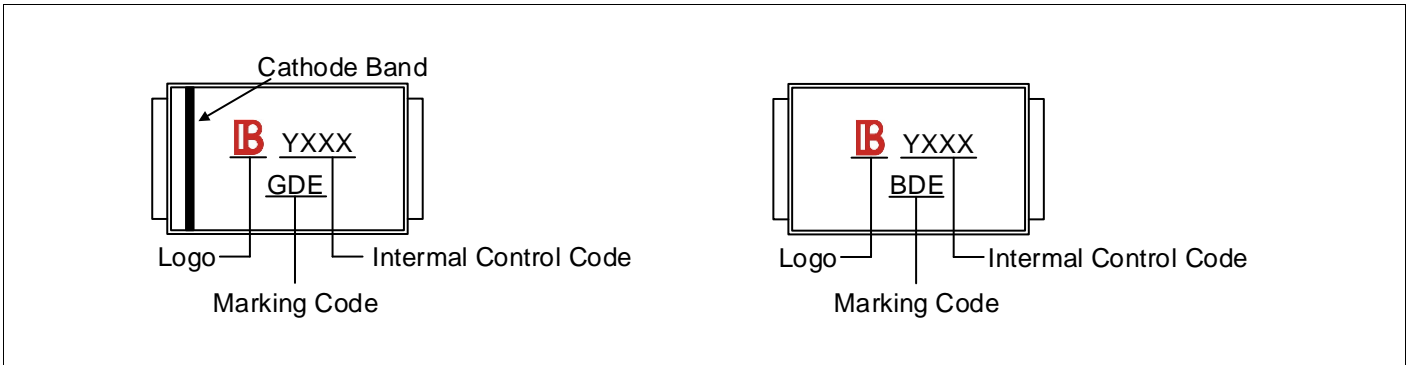 Cathode Band
B YXXX
GDE
Logo
Intermal Control Code
Marking Code
B YXXX
BDE
Logo
Intermal Control Code
Marking Code